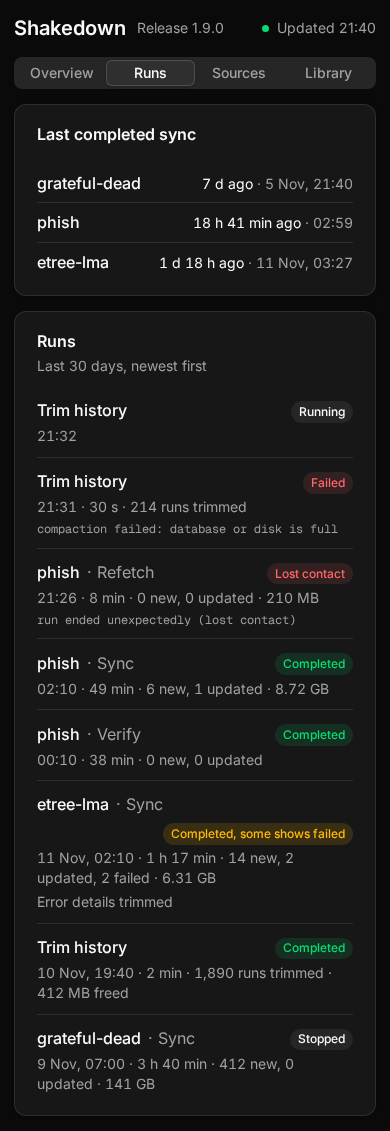 Shakedown Release 1.9.0 Updated 21:40
Overview Runs Sources Library
Last completed sync
grateful-dead 7 d ago · 5 Nov, 21:40
phish 18 h 41 min ago · 02:59
etree-lma 1 d 18 h ago · 11 Nov, 03:27
Runs
Last 30 days, newest first
Trim history Running
21:32
Trim history Failed
21:31 · 30 s · 214 runs trimmed
compaction failed: database or disk is full
phish · Refetch Lost contact
21:26 · 8 min · 0 new, 0 updated · 210 MB
run ended unexpectedly (lost contact)
phish · Sync Completed
02:10 · 49 min · 6 new, 1 updated · 8.72 GB
phish · Verify Completed
00:10 · 38 min · 0 new, 0 updated
etree-lma · Sync
Completed, some shows failed
11 Nov, 02:10 · 1 h 17 min · 14 new, 2
updated, 2 failed · 6.31 GB
Error details trimmed
Trim history Completed
10 Nov, 19:40 · 2 min · 1,890 runs trimmed ·
412 MB freed
grateful-dead · Sync Stopped
9 Nov, 07:00 · 3 h 40 min · 412 new, 0
updated · 141 GB